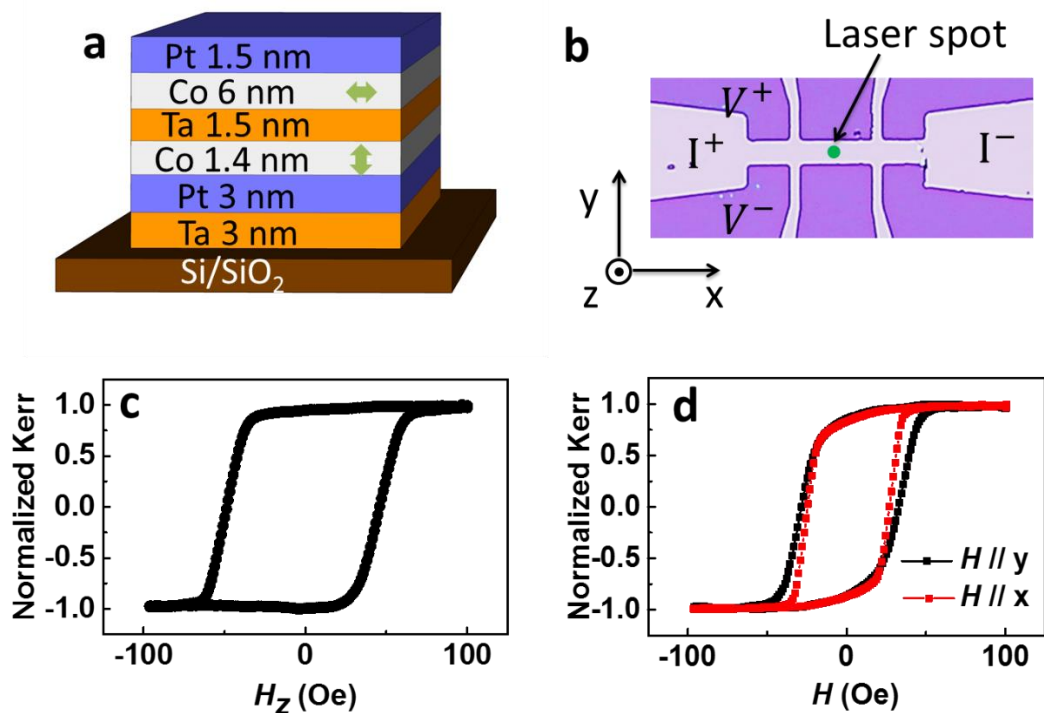 a
Pt 1.5 nm
Co 6 nm
Ta 1.5 nm
Co 1.4 nm
Pt 3 nm
Ta 3 nm
Si/SiO₂
b
Laser spot
V⁺
I⁺
I⁻
V⁻
y
z
x
c
Normalized Kerr
1.0
0.5
0.0
-0.5
-1.0
-100
0
100
H_Z (Oe)
d
Normalized Kerr
1.0
0.5
0.0
-0.5
-1.0
H // y
H // x
-100
0
100
H (Oe)